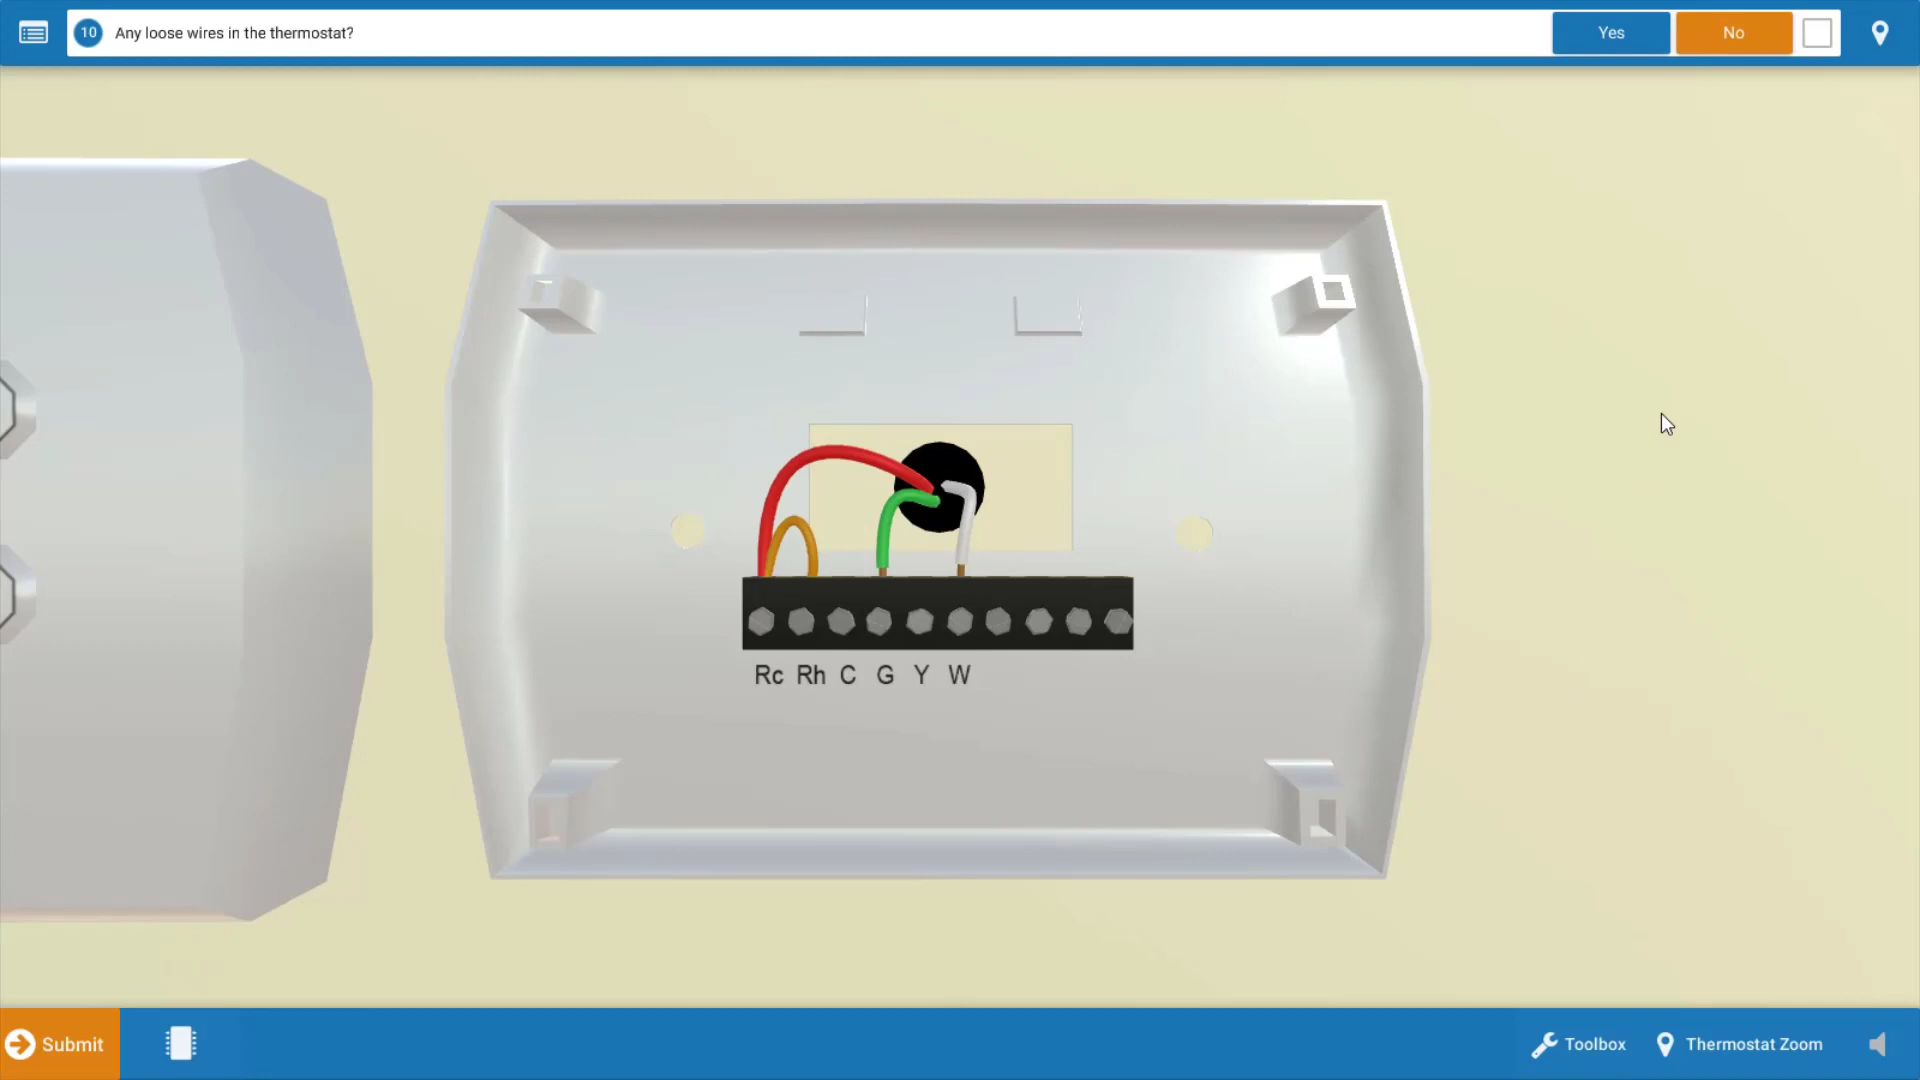 10 Any loose wires in the thermostat? Yes No
Rc Rh C G Y W
Submit Toolbox Thermostat Zoom